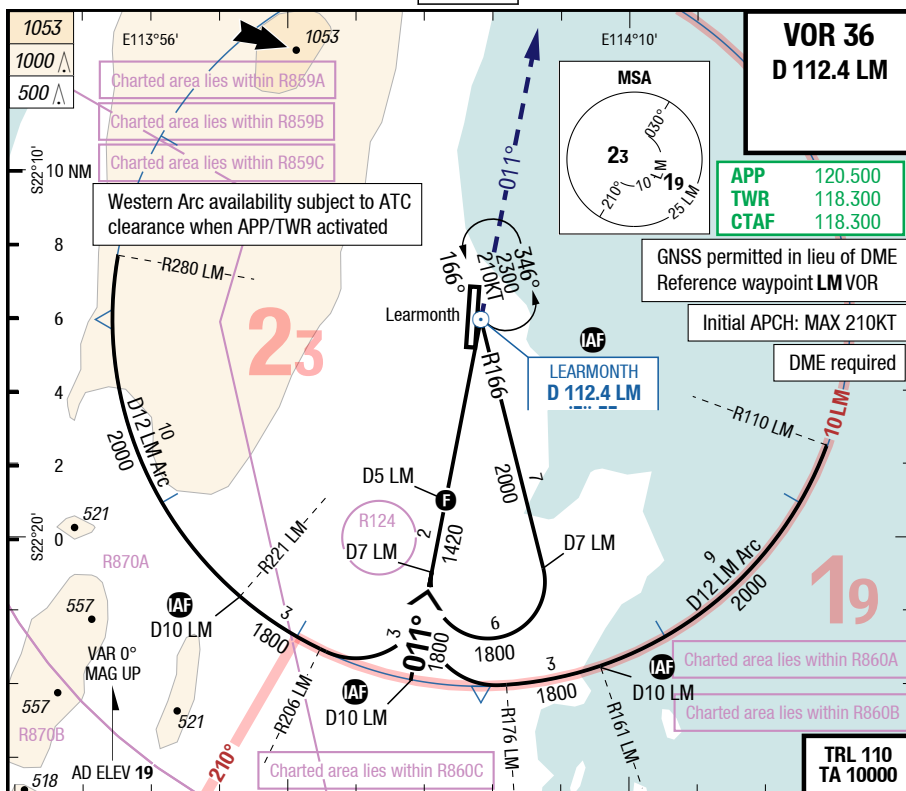 1053
1000
500
E113°56'
1053
E114°10'
VOR 36
D 112.4 LM
Charted area lies within R859A
Charted area lies within R859B
Charted area lies within R859C
MSA
030°
23
10 LM
19
210°
25 LM
APP 120.500
TWR 118.300
CTAF 118.300
S22°10'
10 NM
Western Arc availability subject to ATC
clearance when APP/TWR activated
011°
GNSS permitted in lieu of DME
Reference waypoint LM VOR
8
R280 LM
166°
210KT
2300
346°
Initial APCH: MAX 210KT
6
Learmonth
IAF
DME required
23
LEARMONTH
D 112.4 LM
4
R166
R110 LM
10 LM
10
D12 LM Arc
2000
2
D5 LM
F
7
2000
521
S22°20'
0
R124
2
1420
D7 LM
D7 LM
R221 LM
R870A
9
D12 LM Arc
2000
19
557
IAF
D10 LM
3
1800
3
011°
1800
6
1800
VAR 0°
MAG UP
3
1800
IAF
D10 LM
Charted area lies within R860A
557
521
R206 LM
IAF
D10 LM
R176 LM
R161 LM
Charted area lies within R860B
R870B
210°
518
AD ELEV 19
Charted area lies within R860C
TRL 110
TA 10000